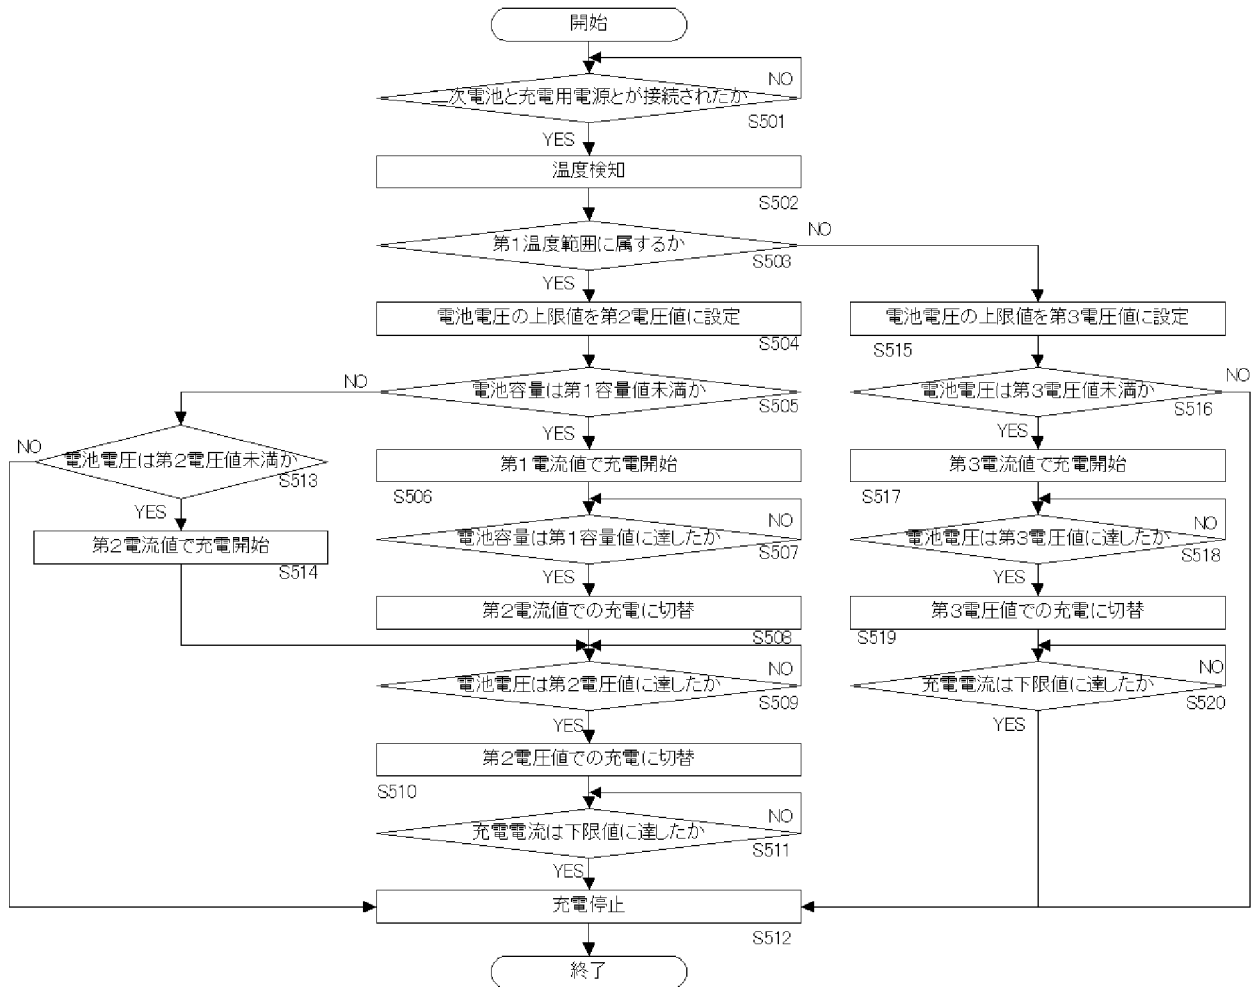 開始
NO
二次電池と充電用電源とが接続されたか
S501
YES
温度検知
S502
第1温度範囲に属するか
NO
S503
YES
電池電圧の上限値を第2電圧値に設定
S504
電池電圧の上限値を第3電圧値に設定
S515
NO
電池容量は第1容量値未満か
S505
電池電圧は第3電圧値未満か
NO
S516
YES
YES
NO
電池電圧は第2電圧値未満か
S513
第1電流値で充電開始
S506
第3電流値で充電開始
S517
YES
第2電流値で充電開始
S514
NO
電池容量は第1容量値に達したか
S507
NO
電池電圧は第3電圧値に達したか
S518
YES
YES
第2電流値での充電に切替
S508
第3電圧値での充電に切替
S519
NO
電池電圧は第2電圧値に達したか
S509
NO
充電電流は下限値に達したか
S520
YES
YES
第2電圧値での充電に切替
S510
NO
充電電流は下限値に達したか
S511
YES
充電停止
S512
終了